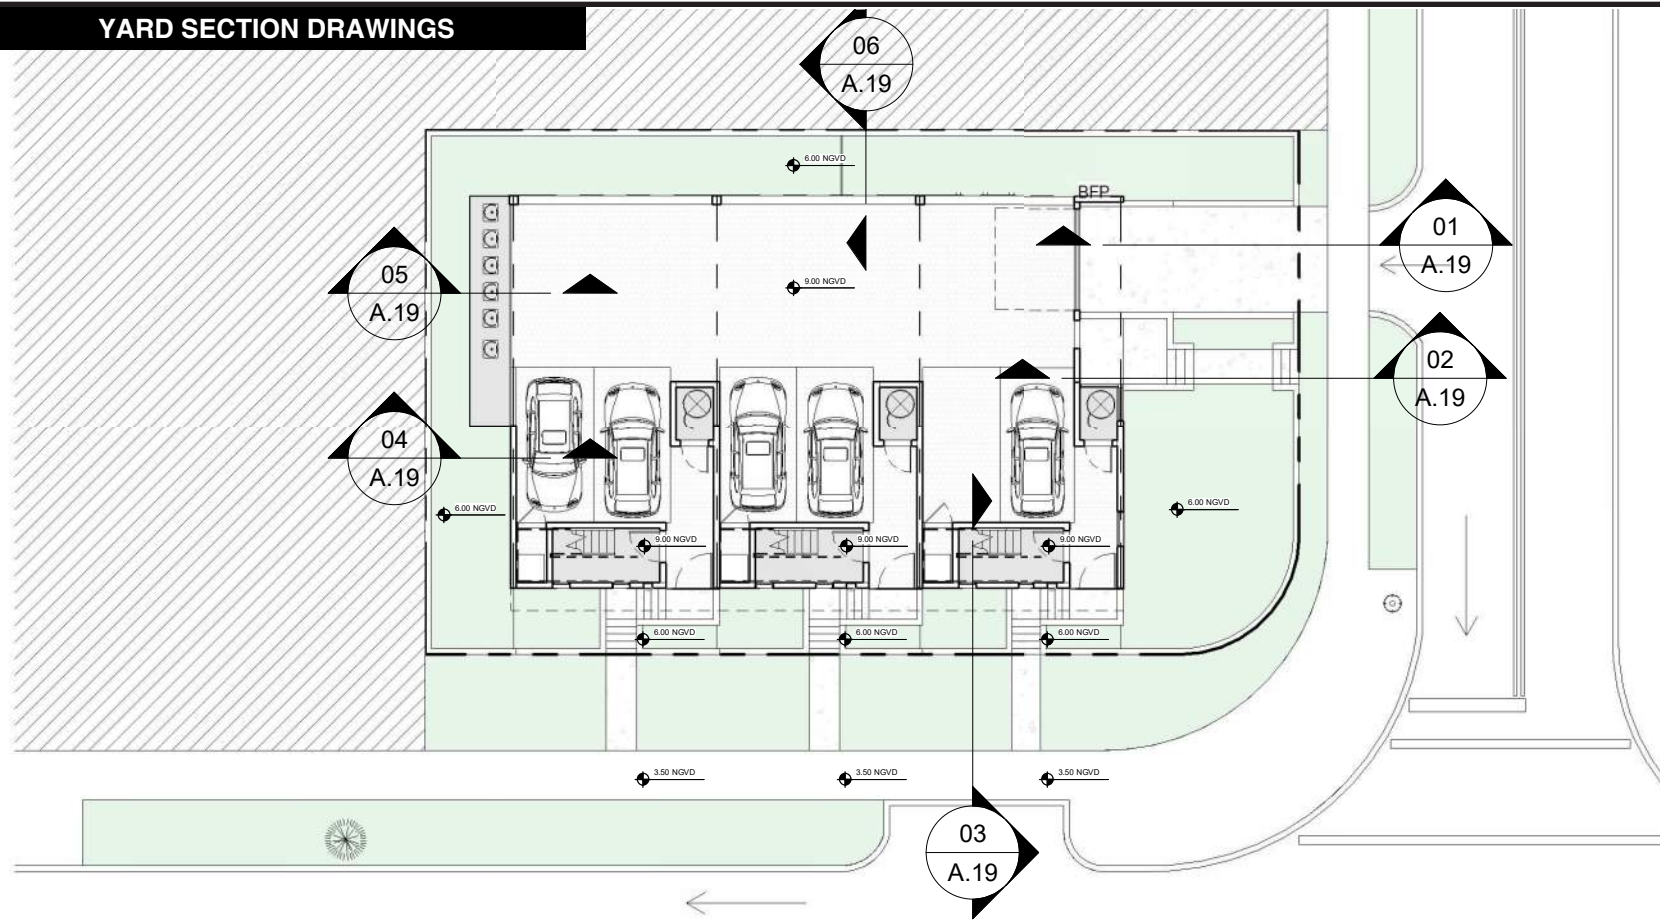 YARD SECTION DRAWINGS
06
A.19
6.00 NGVD
BFP
01
A.19
05
A.19
9.00 NGVD
02
A.19
04
A.19
6.00 NGVD
6.00 NGVD
9.00 NGVD
9.00 NGVD
9.00 NGVD
6.00 NGVD
6.00 NGVD
6.00 NGVD
3.50 NGVD
3.50 NGVD
3.50 NGVD
03
A.19